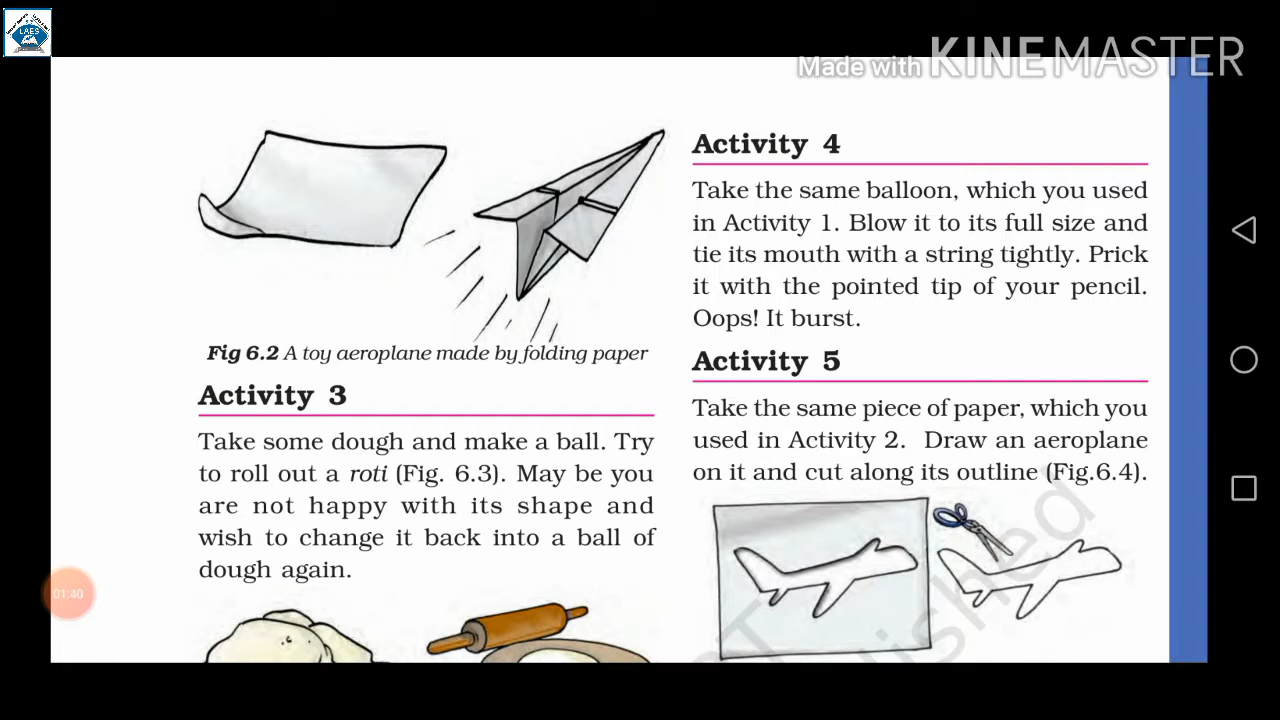 LAES
Made with KINEMASTER
Fig 6.2 A toy aeroplane made by folding paper
Activity 3
Take some dough and make a ball. Try
to roll out a roti (Fig. 6.3). May be you
are not happy with its shape and
wish to change it back into a ball of
dough again.
Activity 4
Take the same balloon, which you used
in Activity 1. Blow it to its full size and
tie its mouth with a string tightly. Prick
it with the pointed tip of your pencil.
Oops! It burst.
Activity 5
Take the same piece of paper, which you
used in Activity 2. Draw an aeroplane
on it and cut along its outline (Fig.6.4).
01:40